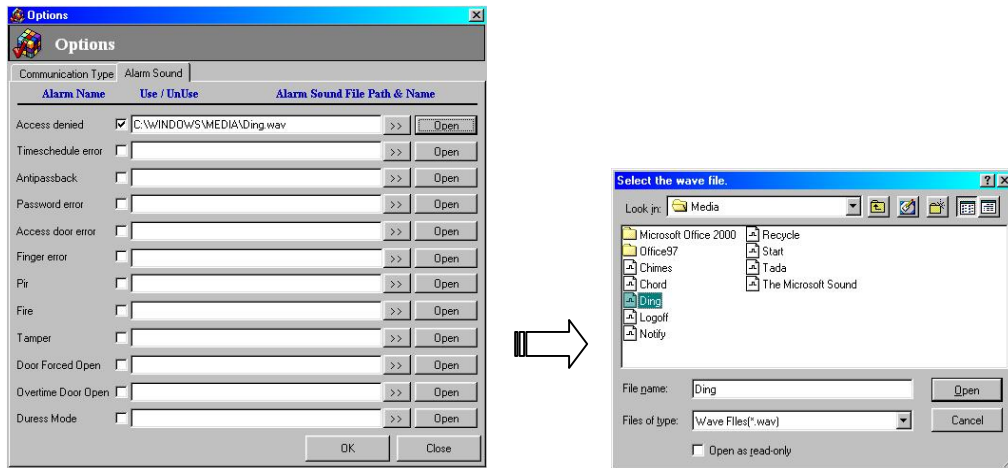 Options
Options
Communication Type Alarm Sound
Alarm Name Use / UnUse Alarm Sound File Path & Name
Access denied C:\WINDOWS\MEDIA\Ding.wav >> Open
Timeschedule error >> Open
Antipassback >> Open
Password error >> Open
Access door error >> Open
Finger error >> Open
Pir >> Open
Fire >> Open
Tamper >> Open
Door Forced Open >> Open
Overtime Door Open >> Open
Duress Mode >> Open
OK Close
Select the wave file.
Look in: Media
Microsoft Office 2000
Office97
Chimes
Chord
Ding
Logoff
Notify
Recycle
Start
Tada
The Microsoft Sound
File name: Ding Open
Files of type: Wave FIles(*.wav) Cancel
Open as read-only